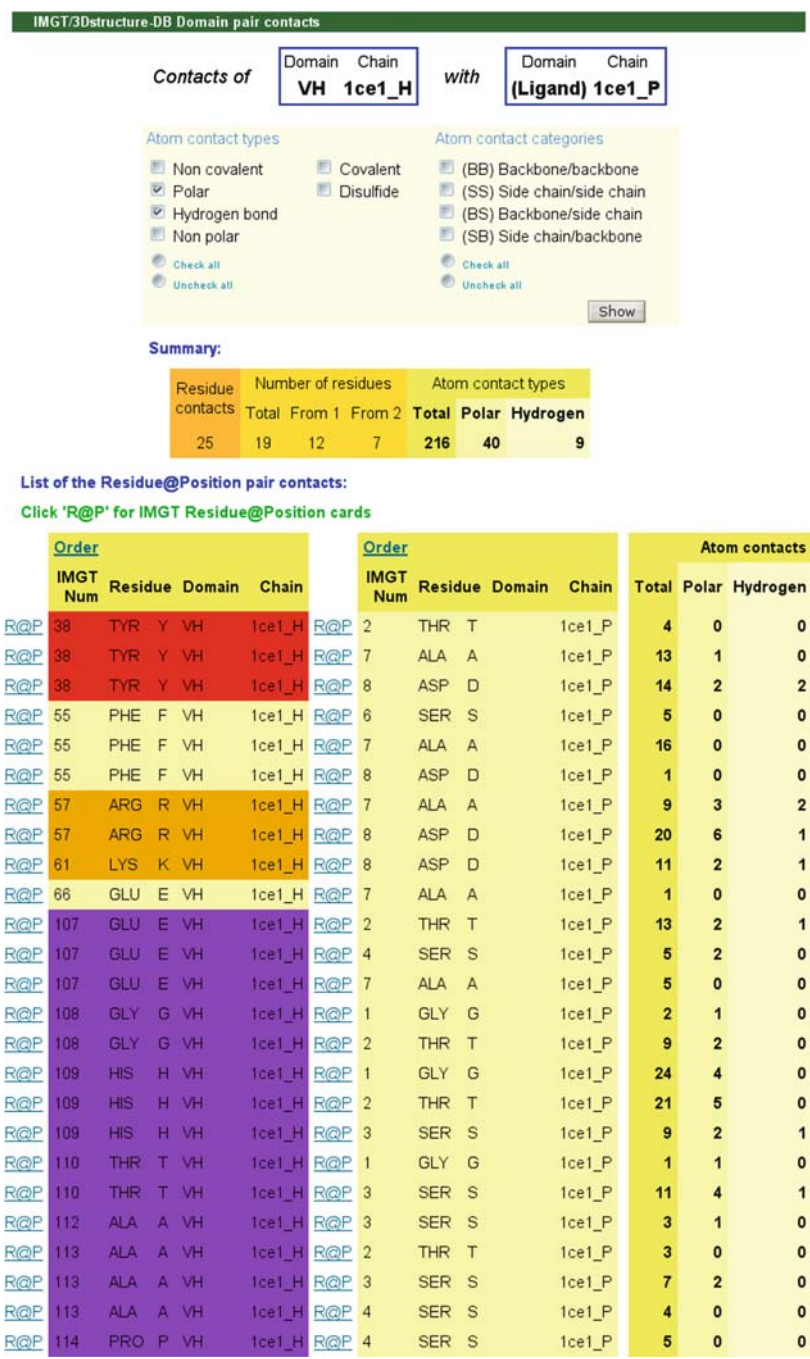 IMGT/3Dstructure-DB Domain pair contacts
Contacts of Domain Chain with Domain Chain
VH 1ce1_H (Ligand) 1ce1_P
Atom contact types Atom contact categories
Non covalent Covalent (BB) Backbone/backbone
Polar Disulfide (SS) Side chain/side chain
Hydrogen bond (BS) Backbone/side chain
Non polar (SB) Side chain/backbone
Check all Check all
Uncheck all Uncheck all
Show
Summary:
Residue contacts Number of residues Atom contact types
Total From 1 From 2 Total Polar Hydrogen
25 19 12 7 216 40 9
List of the Residue@Position pair contacts:
Click 'R@P' for IMGT Residue@Position cards
Order Order Atom contacts
IMGT Num Residue Domain Chain IMGT Num Residue Domain Chain Total Polar Hydrogen
R@P 38 TYR Y VH 1ce1_H R@P 2 THR T 1ce1_P 4 0 0
R@P 38 TYR Y VH 1ce1_H R@P 7 ALA A 1ce1_P 13 1 0
R@P 38 TYR Y VH 1ce1_H R@P 8 ASP D 1ce1_P 14 2 2
R@P 55 PHE F VH 1ce1_H R@P 6 SER S 1ce1_P 5 0 0
R@P 55 PHE F VH 1ce1_H R@P 7 ALA A 1ce1_P 16 0 0
R@P 55 PHE F VH 1ce1_H R@P 8 ASP D 1ce1_P 1 0 0
R@P 57 ARG R VH 1ce1_H R@P 7 ALA A 1ce1_P 9 3 2
R@P 57 ARG R VH 1ce1_H R@P 8 ASP D 1ce1_P 20 6 1
R@P 61 LYS K VH 1ce1_H R@P 8 ASP D 1ce1_P 11 2 1
R@P 66 GLU E VH 1ce1_H R@P 7 ALA A 1ce1_P 1 0 0
R@P 107 GLU E VH 1ce1_H R@P 2 THR T 1ce1_P 13 2 1
R@P 107 GLU E VH 1ce1_H R@P 4 SER S 1ce1_P 5 2 0
R@P 107 GLU E VH 1ce1_H R@P 7 ALA A 1ce1_P 5 0 0
R@P 108 GLY G VH 1ce1_H R@P 1 GLY G 1ce1_P 2 1 0
R@P 108 GLY G VH 1ce1_H R@P 2 THR T 1ce1_P 9 2 0
R@P 109 HIS H VH 1ce1_H R@P 1 GLY G 1ce1_P 24 4 0
R@P 109 HIS H VH 1ce1_H R@P 2 THR T 1ce1_P 21 5 0
R@P 109 HIS H VH 1ce1_H R@P 3 SER S 1ce1_P 9 2 1
R@P 110 THR T VH 1ce1_H R@P 1 GLY G 1ce1_P 1 1 0
R@P 110 THR T VH 1ce1_H R@P 3 SER S 1ce1_P 11 4 1
R@P 112 ALA A VH 1ce1_H R@P 3 SER S 1ce1_P 3 1 0
R@P 113 ALA A VH 1ce1_H R@P 2 THR T 1ce1_P 3 0 0
R@P 113 ALA A VH 1ce1_H R@P 3 SER S 1ce1_P 7 2 0
R@P 113 ALA A VH 1ce1_H R@P 4 SER S 1ce1_P 4 0 0
R@P 114 PRO P VH 1ce1_H R@P 4 SER S 1ce1_P 5 0 0